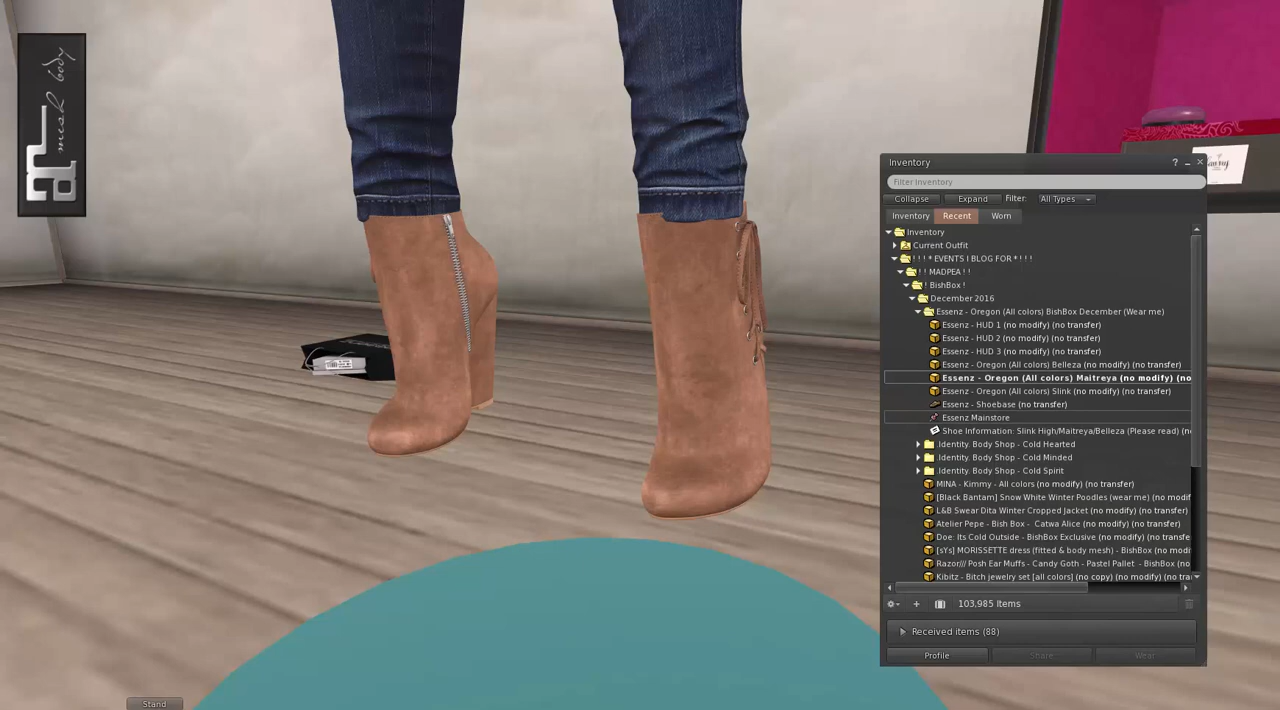 mesh body
Inventory
?
Filter Inventory
Collapse Expand Filter: All Types
Inventory Recent Worn
Inventory
Current Outfit
! ! ! * EVENTS I BLOG FOR * ! ! !
! ! MADPEA ! !
! BishBox !
December 2016
Essenz - Oregon (All colors) BishBox December (Wear me)
Essenz - HUD 1 (no modify) (no transfer)
Essenz - HUD 2 (no modify) (no transfer)
Essenz - HUD 3 (no modify) (no transfer)
Essenz - Oregon (All colors) Belleza (no modify) (no transfer)
Essenz - Oregon (All colors) Maitreya (no modify) (no
Essenz - Oregon (All colors) Slink (no modify) (no transfer)
Essenz - Shoebase (no transfer)
Essenz Mainstore
Shoe Information: Slink High/Maitreya/Belleza (Please read) (n
.Identity. Body Shop - Cold Hearted
.Identity. Body Shop - Cold Minded
.Identity. Body Shop - Cold Spirit
MINA - Kimmy - All colors (no modify) (no transfer)
[Black Bantam] Snow White Winter Poodles (wear me) (no modif
L&B Swear Dita Winter Cropped Jacket (no modify) (no transfer)
Atelier Pepe - Bish Box - Catwa Alice (no modify) (no transfer)
Doe: Its Cold Outside - BishBox Exclusive (no modify) (no transfer)
[sYs] MORISSETTE dress (fitted & body mesh) - BishBox (no modi
Razor/// Posh Ear Muffs - Candy Goth - Pastel Pallet - BishBox (no
Kibitz - Bitch jewelry set [all colors] (no copy) (no modify) (no tra
103,985 Items
Received items (88)
Profile Share Wear
Stand